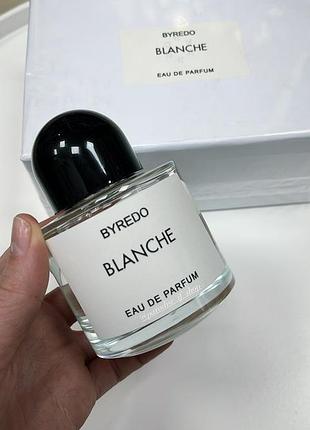 BYREDO
BLANCHE
EAU DE PARFUM
BYREDO
BLANCHE
EAU DE PARFUM